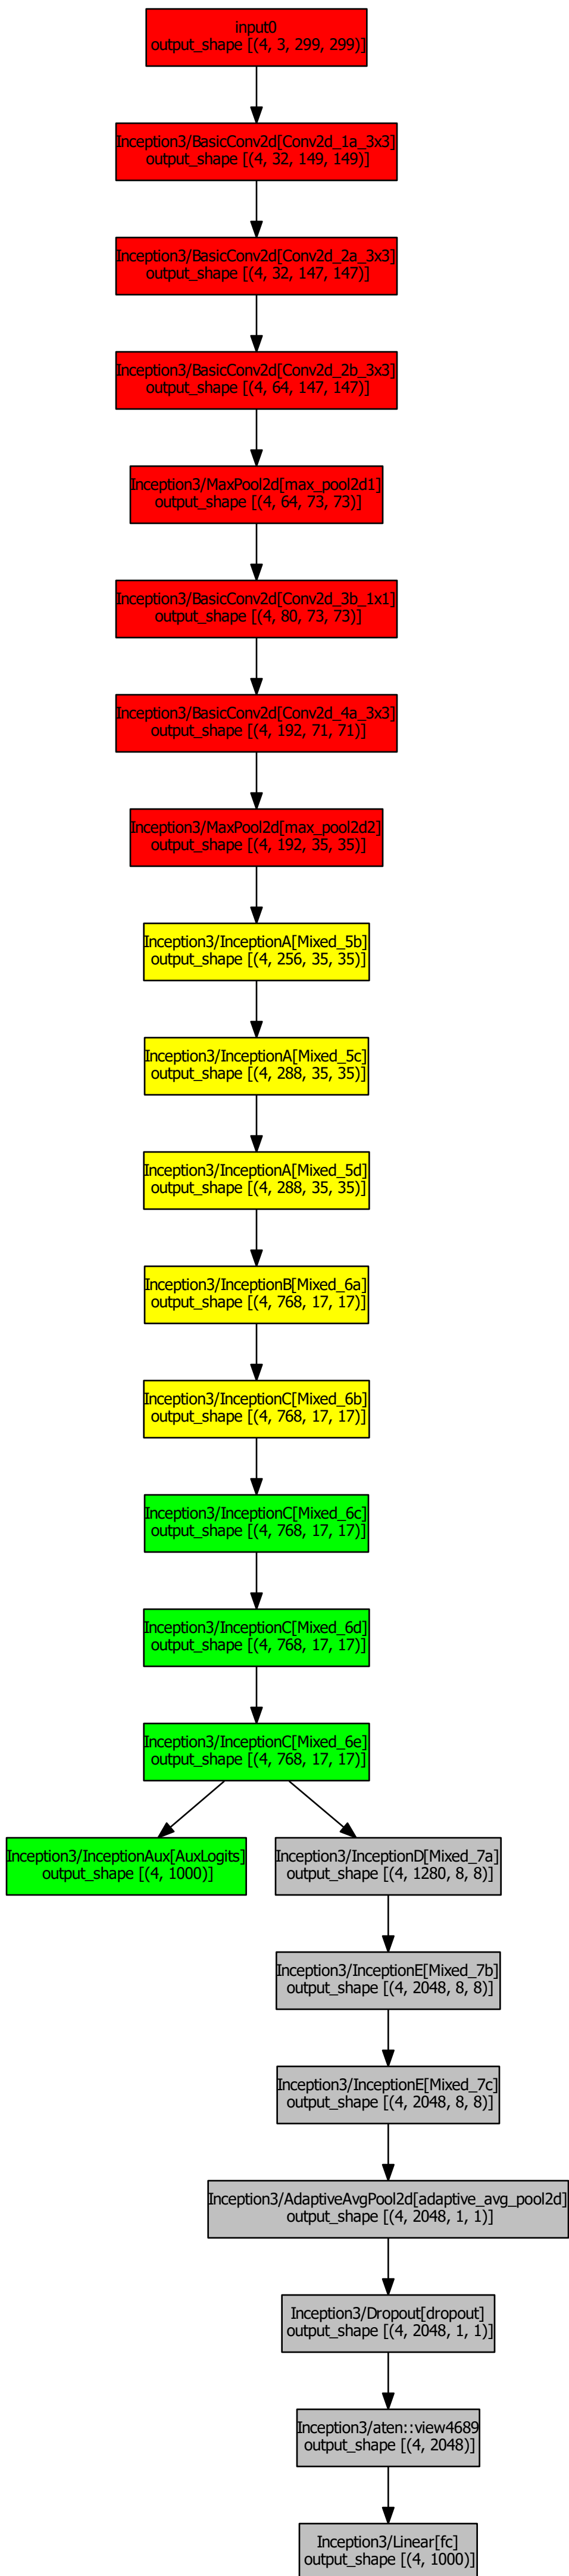 input0
output_shape [(4, 3, 299, 299)]
Inception3/BasicConv2d[Conv2d_1a_3x3]
output_shape [(4, 32, 149, 149)]
Inception3/BasicConv2d[Conv2d_2a_3x3]
output_shape [(4, 32, 147, 147)]
Inception3/BasicConv2d[Conv2d_2b_3x3]
output_shape [(4, 64, 147, 147)]
Inception3/MaxPool2d[max_pool2d1]
output_shape [(4, 64, 73, 73)]
Inception3/BasicConv2d[Conv2d_3b_1x1]
output_shape [(4, 80, 73, 73)]
Inception3/BasicConv2d[Conv2d_4a_3x3]
output_shape [(4, 192, 71, 71)]
Inception3/MaxPool2d[max_pool2d2]
output_shape [(4, 192, 35, 35)]
Inception3/InceptionA[Mixed_5b]
output_shape [(4, 256, 35, 35)]
Inception3/InceptionA[Mixed_5c]
output_shape [(4, 288, 35, 35)]
Inception3/InceptionA[Mixed_5d]
output_shape [(4, 288, 35, 35)]
Inception3/InceptionB[Mixed_6a]
output_shape [(4, 768, 17, 17)]
Inception3/InceptionC[Mixed_6b]
output_shape [(4, 768, 17, 17)]
Inception3/InceptionC[Mixed_6c]
output_shape [(4, 768, 17, 17)]
Inception3/InceptionC[Mixed_6d]
output_shape [(4, 768, 17, 17)]
Inception3/InceptionC[Mixed_6e]
output_shape [(4, 768, 17, 17)]
Inception3/InceptionAux[AuxLogits]
output_shape [(4, 1000)]
Inception3/InceptionD[Mixed_7a]
output_shape [(4, 1280, 8, 8)]
Inception3/InceptionE[Mixed_7b]
output_shape [(4, 2048, 8, 8)]
Inception3/InceptionE[Mixed_7c]
output_shape [(4, 2048, 8, 8)]
Inception3/AdaptiveAvgPool2d[adaptive_avg_pool2d]
output_shape [(4, 2048, 1, 1)]
Inception3/Dropout[dropout]
output_shape [(4, 2048, 1, 1)]
Inception3/aten::view4689
output_shape [(4, 2048)]
Inception3/Linear[fc]
output_shape [(4, 1000)]